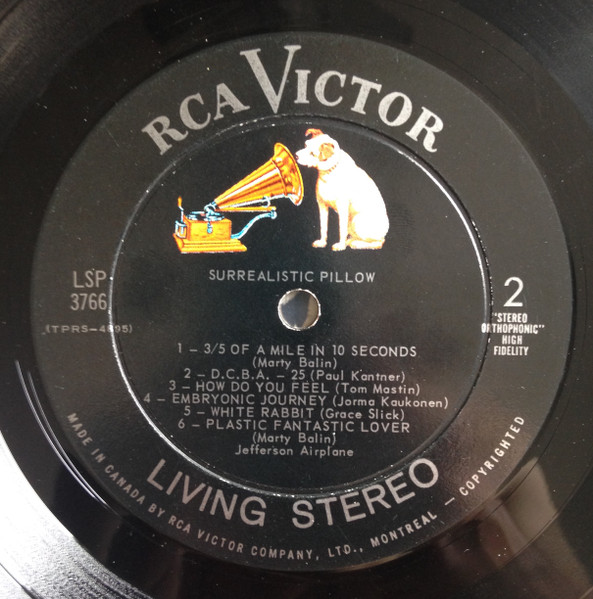 RCA VICTOR
SURREALISTIC PILLOW
LSP
3766
(TPRS-4895)
2
"STEREO
ORTHOPHONIC"
HIGH
FIDELITY
1 – 3/5 OF A MILE IN 10 SECONDS
(Marty Balin)
2 – D.C.B.A. – 25 (Paul Kantner)
3 – HOW DO YOU FEEL (Tom Mastin)
4 – EMBRYONIC JOURNEY (Jorma Kaukonen)
5 – WHITE RABBIT (Grace Slick)
6 – PLASTIC FANTASTIC LOVER
(Marty Balin)
Jefferson Airplane
LIVING STEREO
MADE IN CANADA BY RCA VICTOR COMPANY, LTD., MONTREAL – COPYRIGHTED